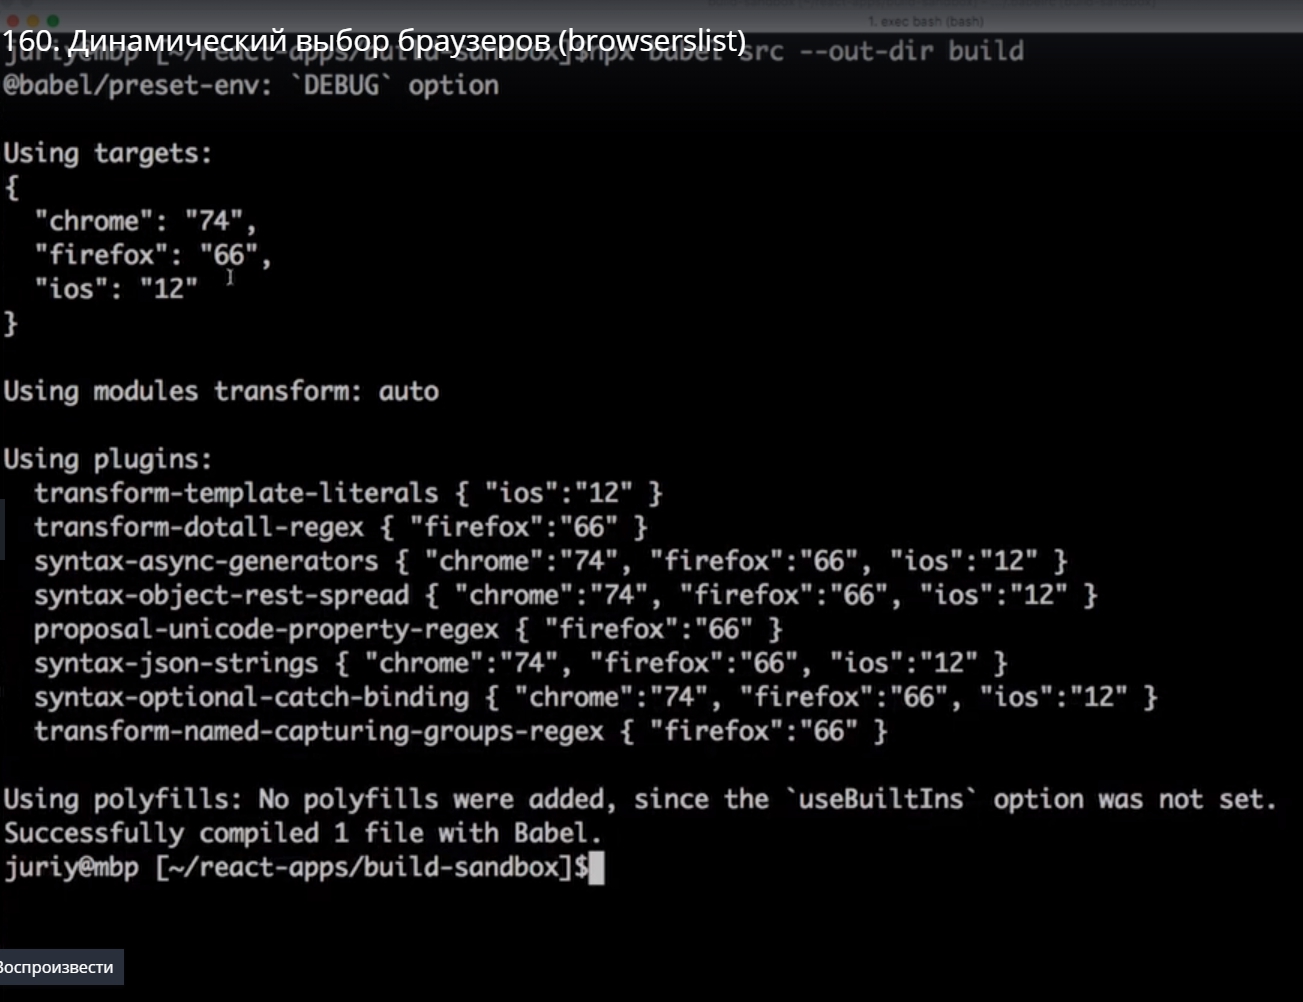 1. exec bash (bash)
160. Динамический выбор браузеров (browserslist)
juriy@mbp [~/react-apps/build-sandbox]$npx babel src --out-dir build
@babel/preset-env: `DEBUG` option
Using targets:
{
"chrome": "74",
"firefox": "66",
"ios": "12"
}
Using modules transform: auto
Using plugins:
transform-template-literals { "ios":"12" }
transform-dotall-regex { "firefox":"66" }
syntax-async-generators { "chrome":"74", "firefox":"66", "ios":"12" }
syntax-object-rest-spread { "chrome":"74", "firefox":"66", "ios":"12" }
proposal-unicode-property-regex { "firefox":"66" }
syntax-json-strings { "chrome":"74", "firefox":"66", "ios":"12" }
syntax-optional-catch-binding { "chrome":"74", "firefox":"66", "ios":"12" }
transform-named-capturing-groups-regex { "firefox":"66" }
Using polyfills: No polyfills were added, since the `useBuiltIns` option was not set.
Successfully compiled 1 file with Babel.
juriy@mbp [~/react-apps/build-sandbox]$
Воспроизвести